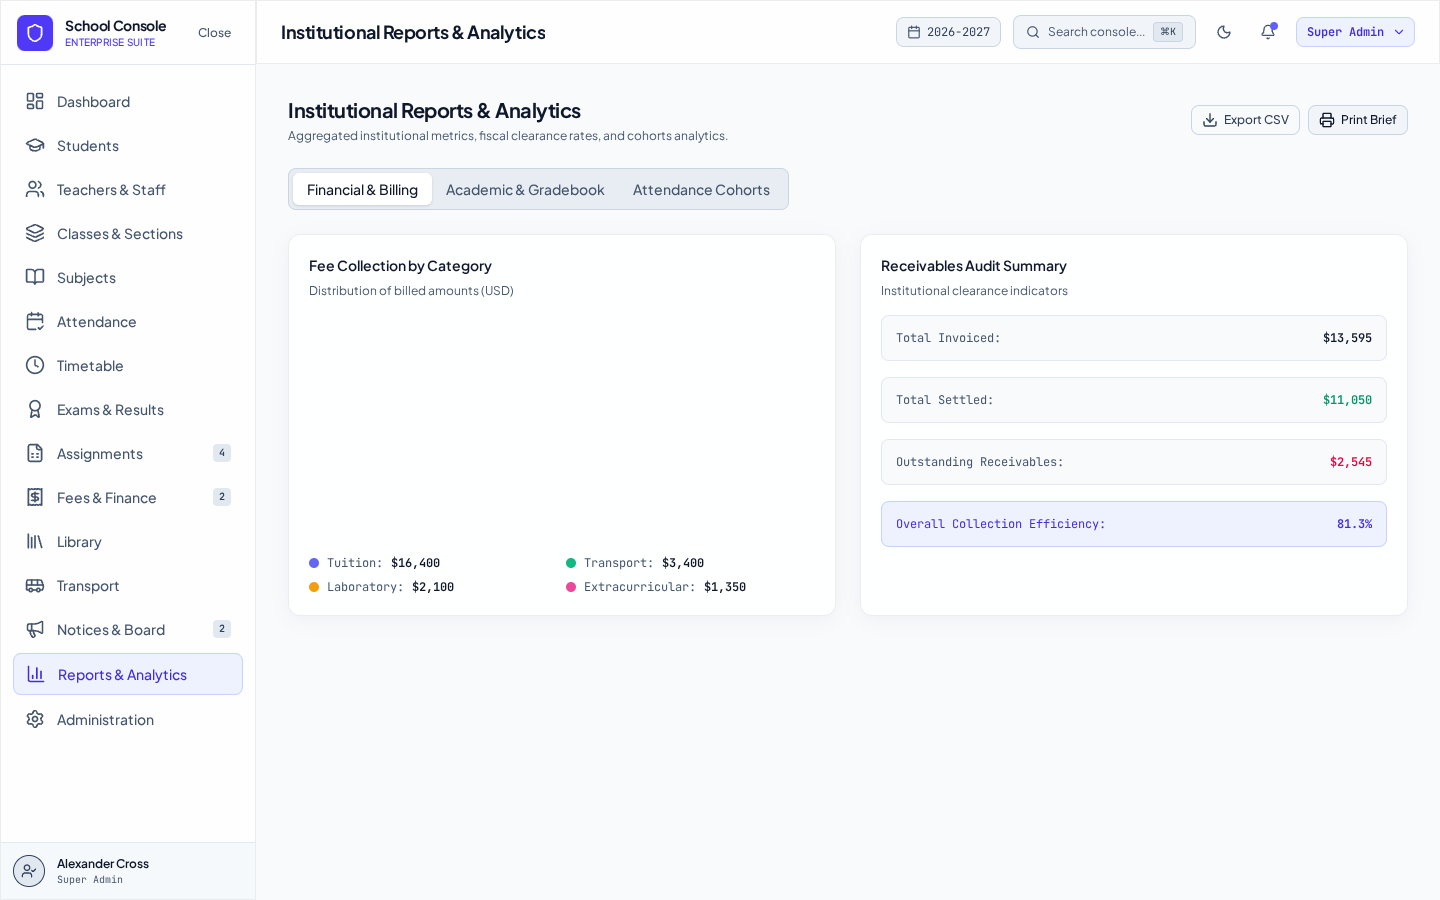 School Console
ENTERPRISE SUITE
Close
Institutional Reports & Analytics
2026-2027
Search console...
⌘K
Super Admin
Dashboard
Students
Teachers & Staff
Classes & Sections
Subjects
Attendance
Timetable
Exams & Results
Assignments 4
Fees & Finance 2
Library
Transport
Notices & Board 2
Reports & Analytics
Administration
Alexander Cross
Super Admin
Institutional Reports & Analytics
Aggregated institutional metrics, fiscal clearance rates, and cohorts analytics.
Export CSV
Print Brief
Financial & Billing
Academic & Gradebook
Attendance Cohorts
Fee Collection by Category
Distribution of billed amounts (USD)
Tuition: $16,400
Transport: $3,400
Laboratory: $2,100
Extracurricular: $1,350
Receivables Audit Summary
Institutional clearance indicators
Total Invoiced: $13,595
Total Settled: $11,050
Outstanding Receivables: $2,545
Overall Collection Efficiency: 81.3%